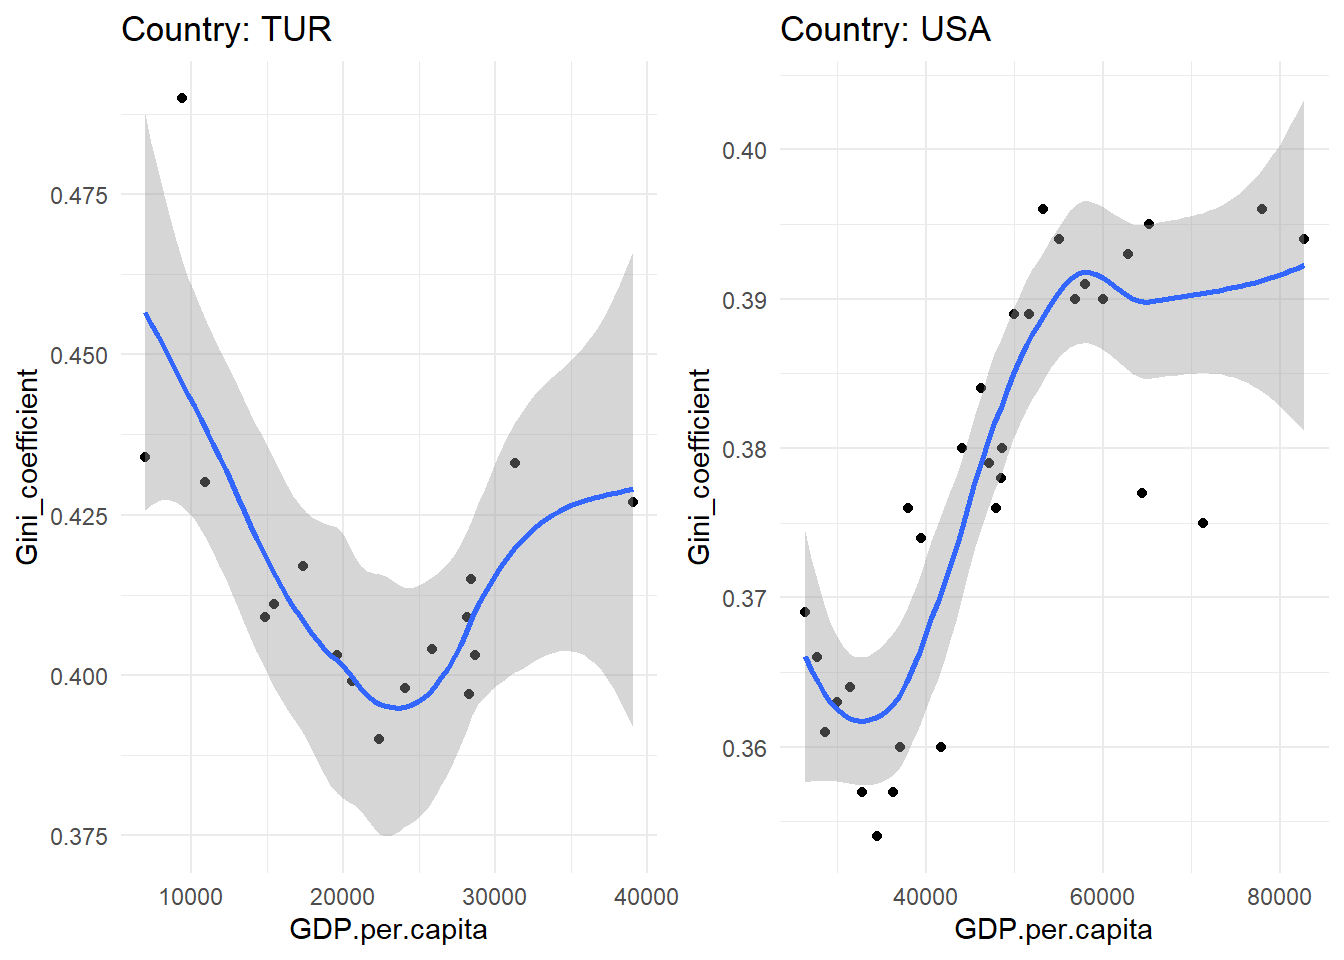 Country: TUR
Gini_coefficient
0.475
0.450
0.425
0.400
0.375
10000 20000 30000 40000
GDP.per.capita
Country: USA
Gini_coefficient
0.40
0.39
0.38
0.37
0.36
40000 60000 80000
GDP.per.capita